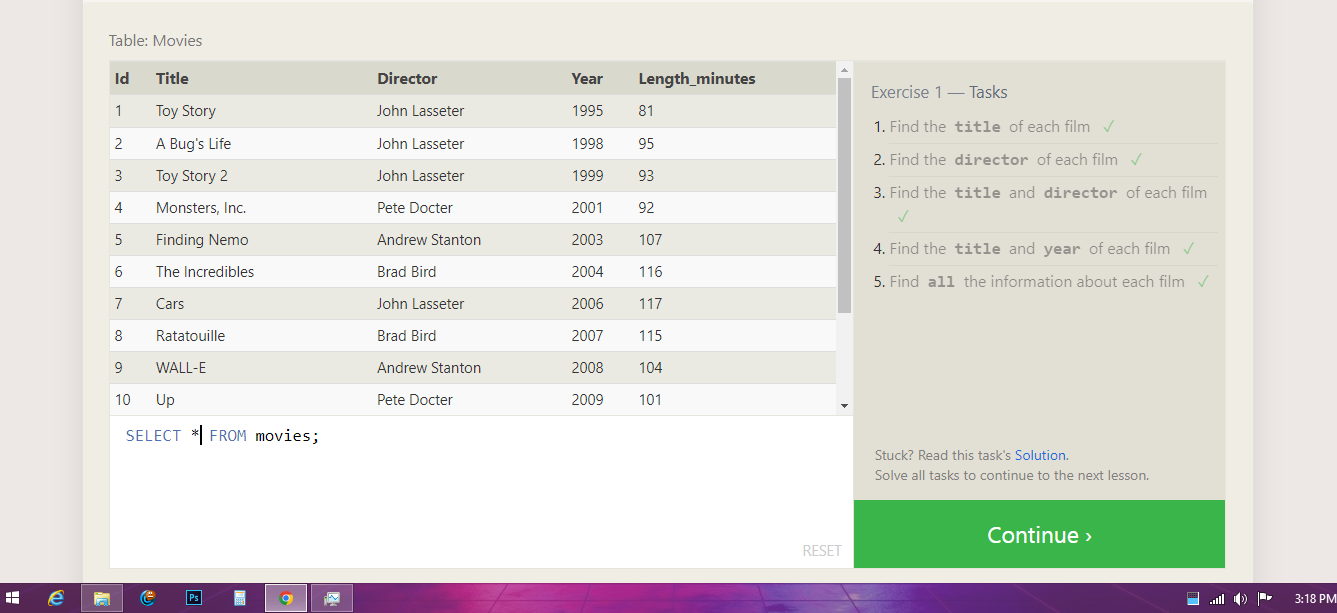 Table: Movies
Id Title Director Year Length_minutes
1 Toy Story John Lasseter 1995 81
2 A Bug's Life John Lasseter 1998 95
3 Toy Story 2 John Lasseter 1999 93
4 Monsters, Inc. Pete Docter 2001 92
5 Finding Nemo Andrew Stanton 2003 107
6 The Incredibles Brad Bird 2004 116
7 Cars John Lasseter 2006 117
8 Ratatouille Brad Bird 2007 115
9 WALL-E Andrew Stanton 2008 104
10 Up Pete Docter 2009 101
SELECT * FROM movies;
RESET
Exercise 1 — Tasks
1. Find the title of each film ✓
2. Find the director of each film ✓
3. Find the title and director of each film
✓
4. Find the title and year of each film ✓
5. Find all the information about each film ✓
Stuck? Read this task's Solution.
Solve all tasks to continue to the next lesson.
Continue ›
Ps
3:18 PM